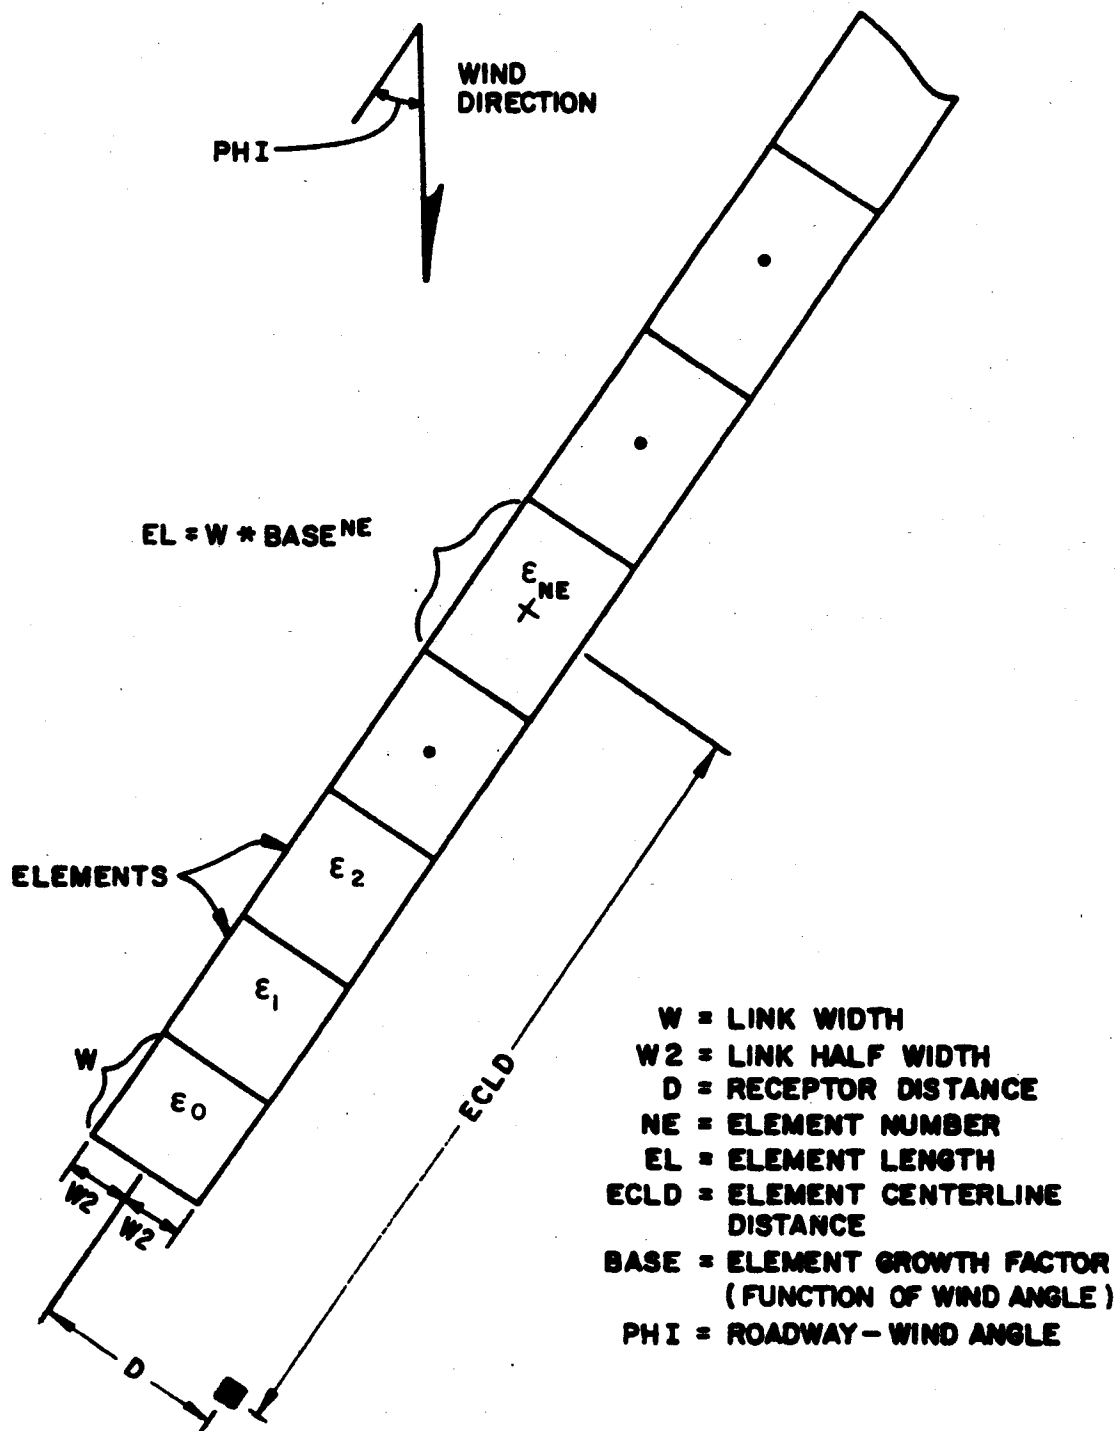 WIND
DIRECTION
PHI
EL = W * BASE^NE
ε NE
ELEMENTS
ε2
ε1
W
ε0
W2
W2
D
ECLD
W = LINK WIDTH
W2 = LINK HALF WIDTH
D = RECEPTOR DISTANCE
NE = ELEMENT NUMBER
EL = ELEMENT LENGTH
ECLD = ELEMENT CENTERLINE
DISTANCE
BASE = ELEMENT GROWTH FACTOR
(FUNCTION OF WIND ANGLE)
PHI = ROADWAY-WIND ANGLE